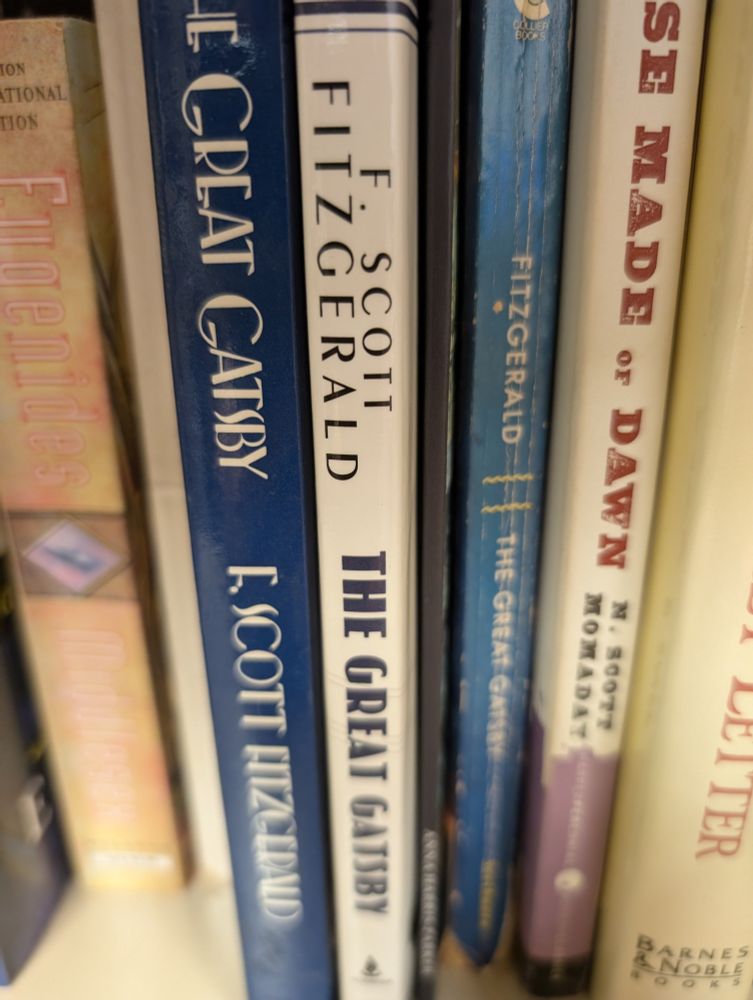 ION
ATIONAL
TION
Eugenides
Middlesex
HE GREAT GATSBY
F. SCOTT FITZGERALD
F. SCOTT
FITZGERALD
THE GREAT GATSBY
COLLIER
BOOKS
FITZGERALD
THE GREAT GATSBY
SE MADE OF DAWN
N. SCOTT
MOMADAY
LETTER
BARNES
& NOBLE
BOOKS